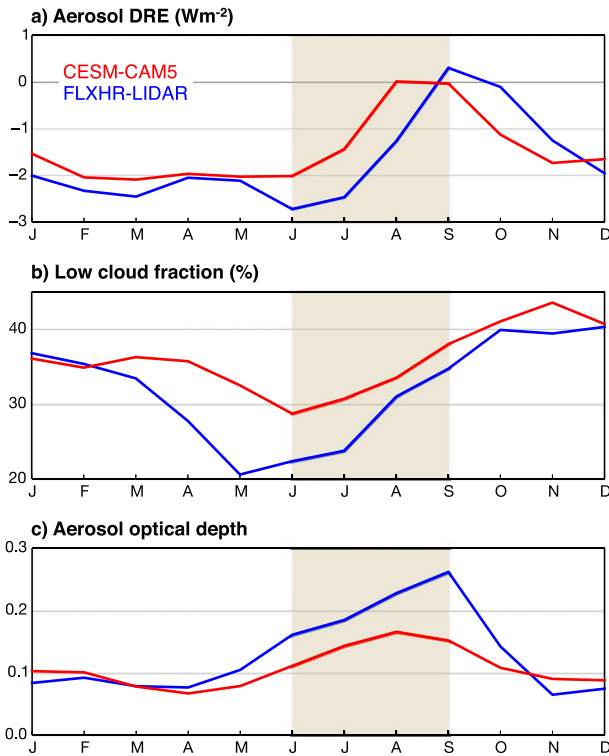 a) Aerosol DRE (Wm-2)
1
CESM-CAM5
FLXHR-LIDAR
0
−1
−2
−3
J F M A M J J A S O N D
b) Low cloud fraction (%)
40
30
20
J F M A M J J A S O N D
c) Aerosol optical depth
0.3
0.2
0.1
0.0
J F M A M J J A S O N D